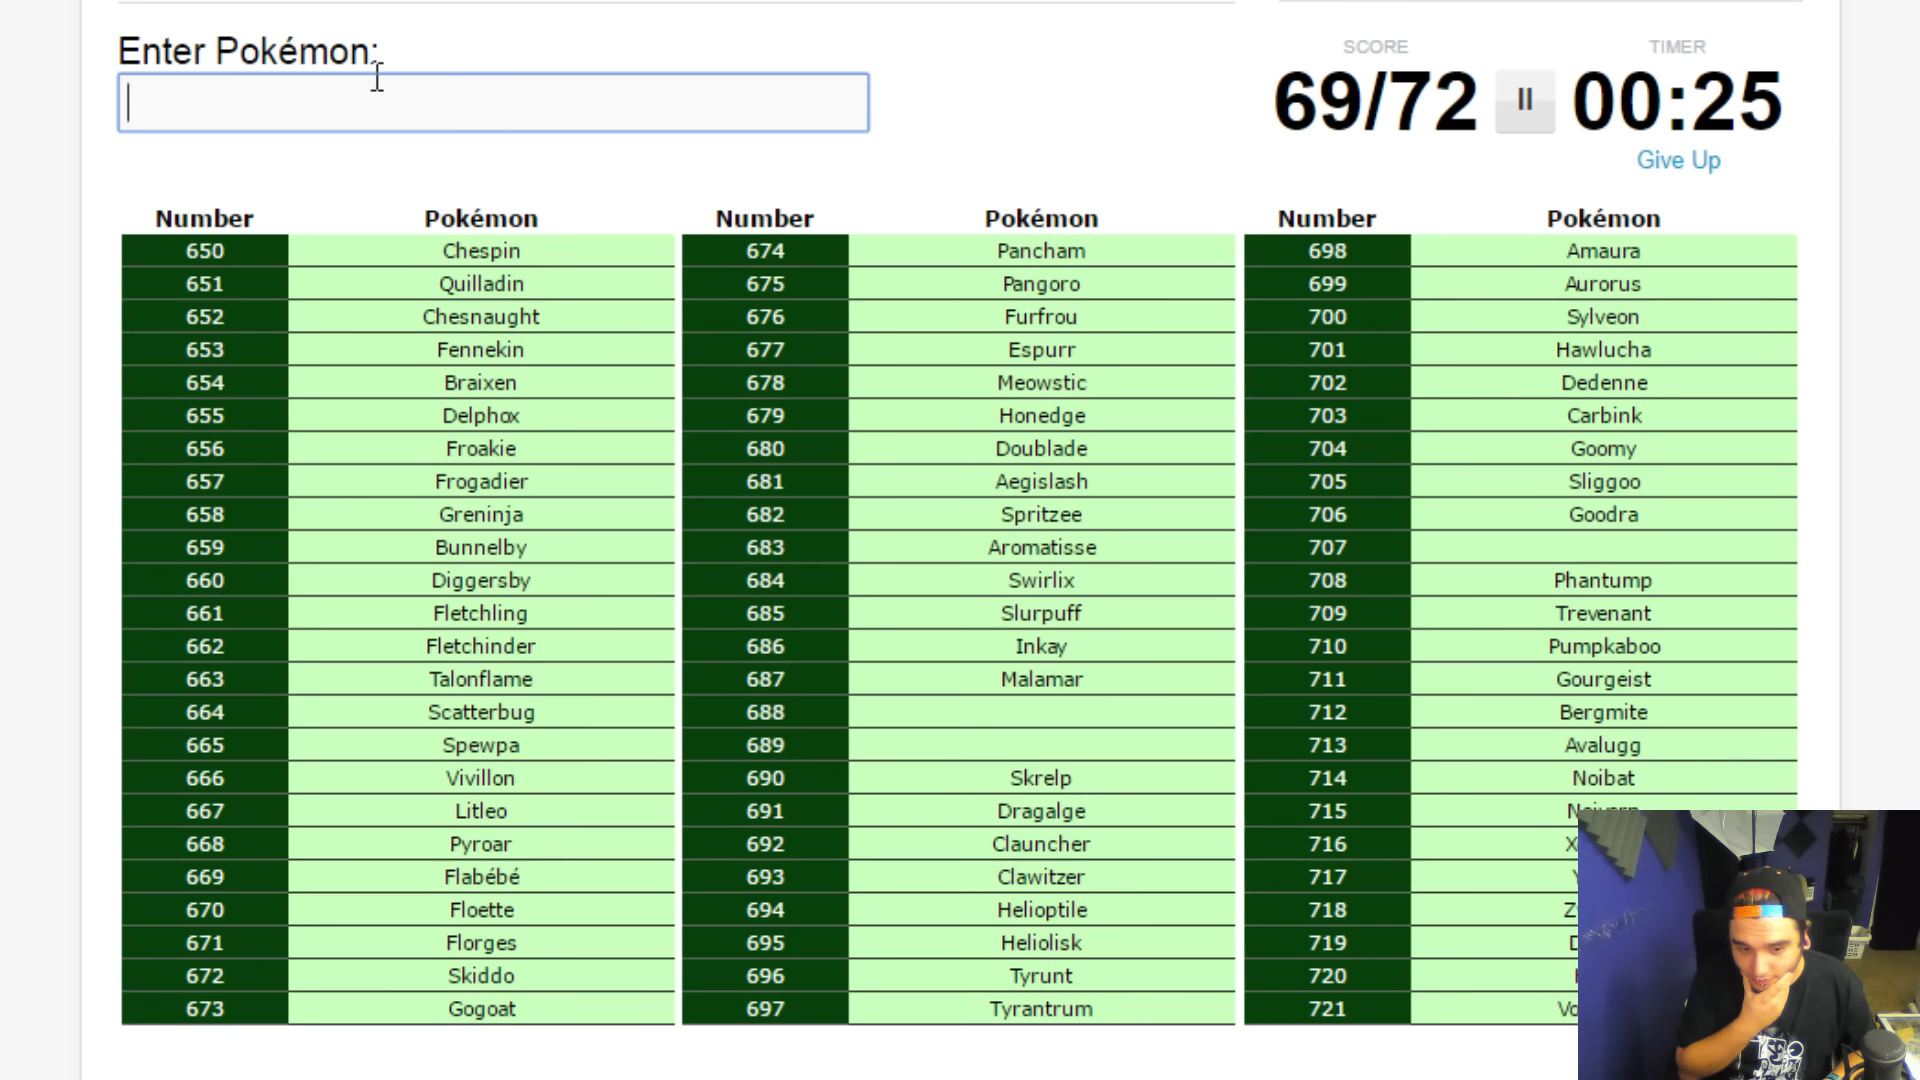 Enter Pokémon:
SCORE
TIMER
69/72
00:25
Give Up
Number Pokémon Number Pokémon Number Pokémon
650 Chespin 674 Pancham 698 Amaura
651 Quilladin 675 Pangoro 699 Aurorus
652 Chesnaught 676 Furfrou 700 Sylveon
653 Fennekin 677 Espurr 701 Hawlucha
654 Braixen 678 Meowstic 702 Dedenne
655 Delphox 679 Honedge 703 Carbink
656 Froakie 680 Doublade 704 Goomy
657 Frogadier 681 Aegislash 705 Sliggoo
658 Greninja 682 Spritzee 706 Goodra
659 Bunnelby 683 Aromatisse 707
660 Diggersby 684 Swirlix 708 Phantump
661 Fletchling 685 Slurpuff 709 Trevenant
662 Fletchinder 686 Inkay 710 Pumpkaboo
663 Talonflame 687 Malamar 711 Gourgeist
664 Scatterbug 688 712 Bergmite
665 Spewpa 689 713 Avalugg
666 Vivillon 690 Skrelp 714 Noibat
667 Litleo 691 Dragalge 715
668 Pyroar 692 Clauncher 716
669 Flabébé 693 Clawitzer 717
670 Floette 694 Helioptile 718
671 Florges 695 Heliolisk 719
672 Skiddo 696 Tyrunt 720
673 Gogoat 697 Tyrantrum 721